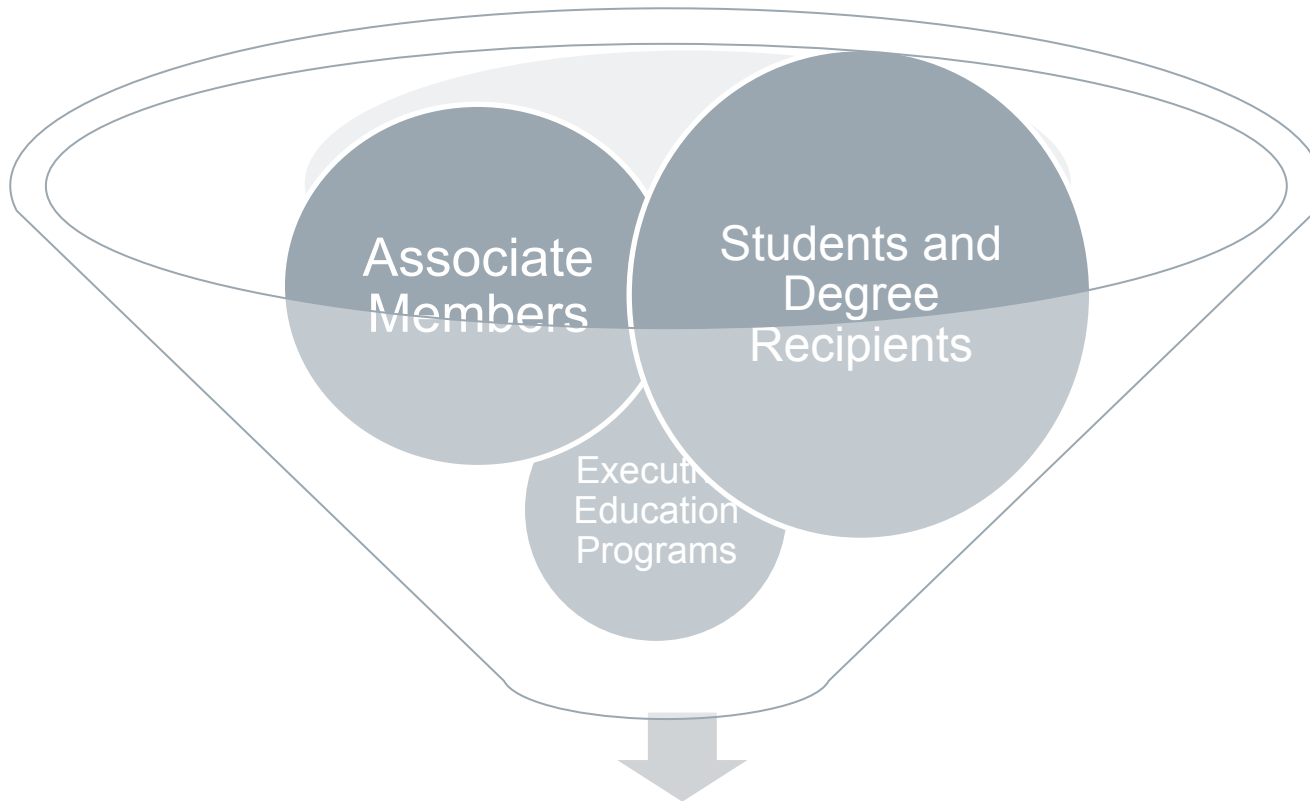 Associate
Members
Students and
Degree
Recipients
Education
Programs